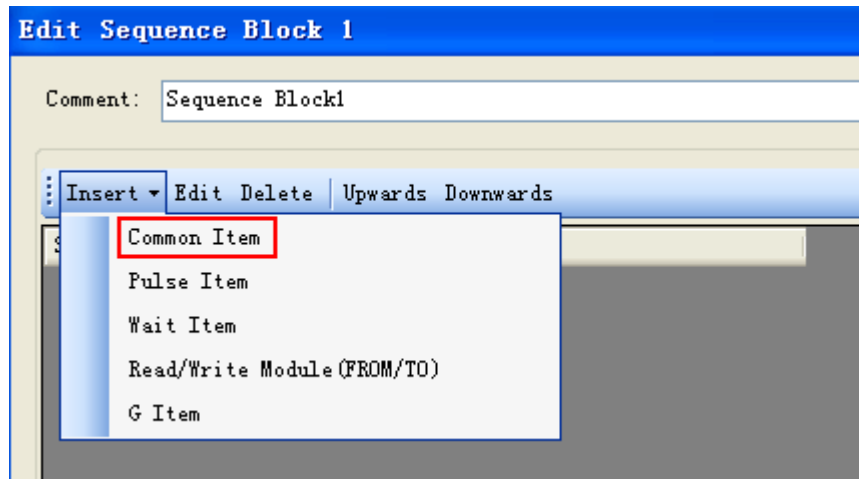 Edit Sequence Block 1
Comment: Sequence Block1
Insert Edit Delete Upwards Downwards
Common Item
Pulse Item
Wait Item
Read/Write Module(FROM/TO)
G Item